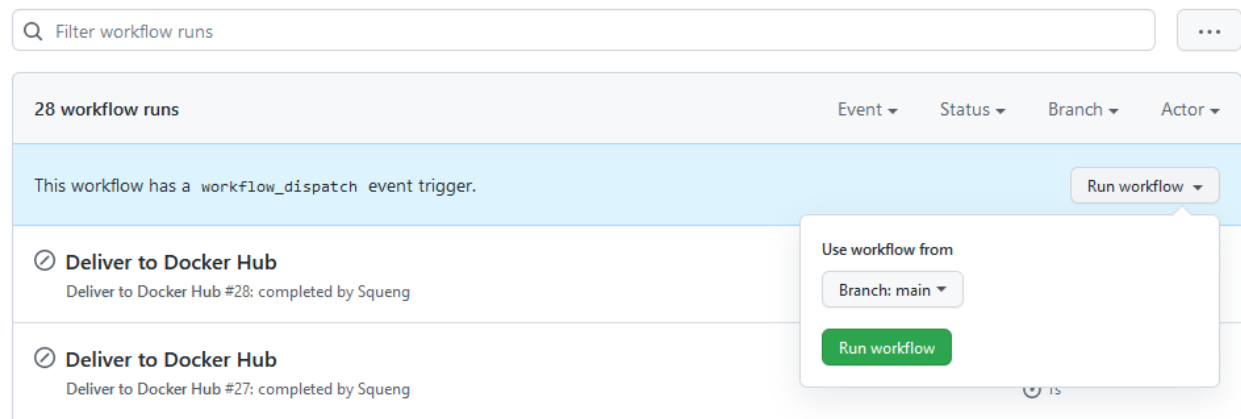 Filter workflow runs
...
28 workflow runs Event Status Branch Actor
This workflow has a workflow_dispatch event trigger. Run workflow
Use workflow from
Deliver to Docker Hub
Branch: main
Deliver to Docker Hub #28: completed by Squeng
Run workflow
Deliver to Docker Hub
Deliver to Docker Hub #27: completed by Squeng